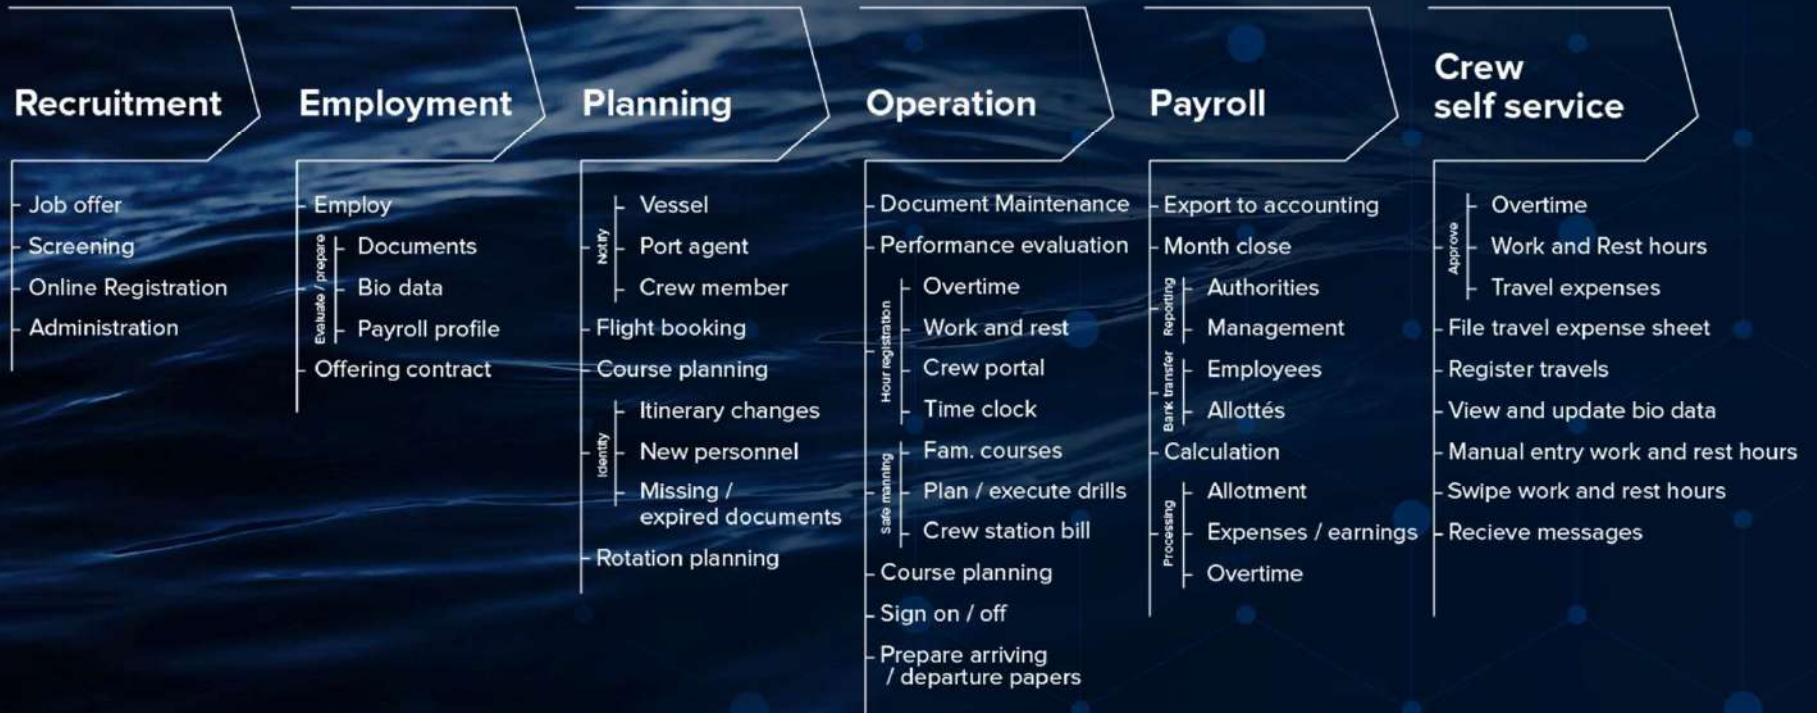 Recruitment
Job offer
Screening
Online Registration
Administration
Employment
Employ
Evaluate / prepare
Documents
Bio data
Payroll profile
Offering contract
Planning
Notify
Vessel
Port agent
Crew member
Flight booking
Course planning
Identity
Itinerary changes
New personnel
Missing /
expired documents
Rotation planning
Operation
Document Maintenance
Performance evaluation
Hour registration
Overtime
Work and rest
Crew portal
Time clock
Safe manning
Fam. courses
Plan / execute drills
Crew station bill
Course planning
Sign on / off
Prepare arriving
/ departure papers
Payroll
Export to accounting
Month close
Reporting
Authorities
Management
Bank transfer
Employees
Allottés
Calculation
Processing
Allotment
Expenses / earnings
Overtime
Crew
self service
Approve
Overtime
Work and Rest hours
Travel expenses
File travel expense sheet
Register travels
View and update bio data
Manual entry work and rest hours
Swipe work and rest hours
Recieve messages